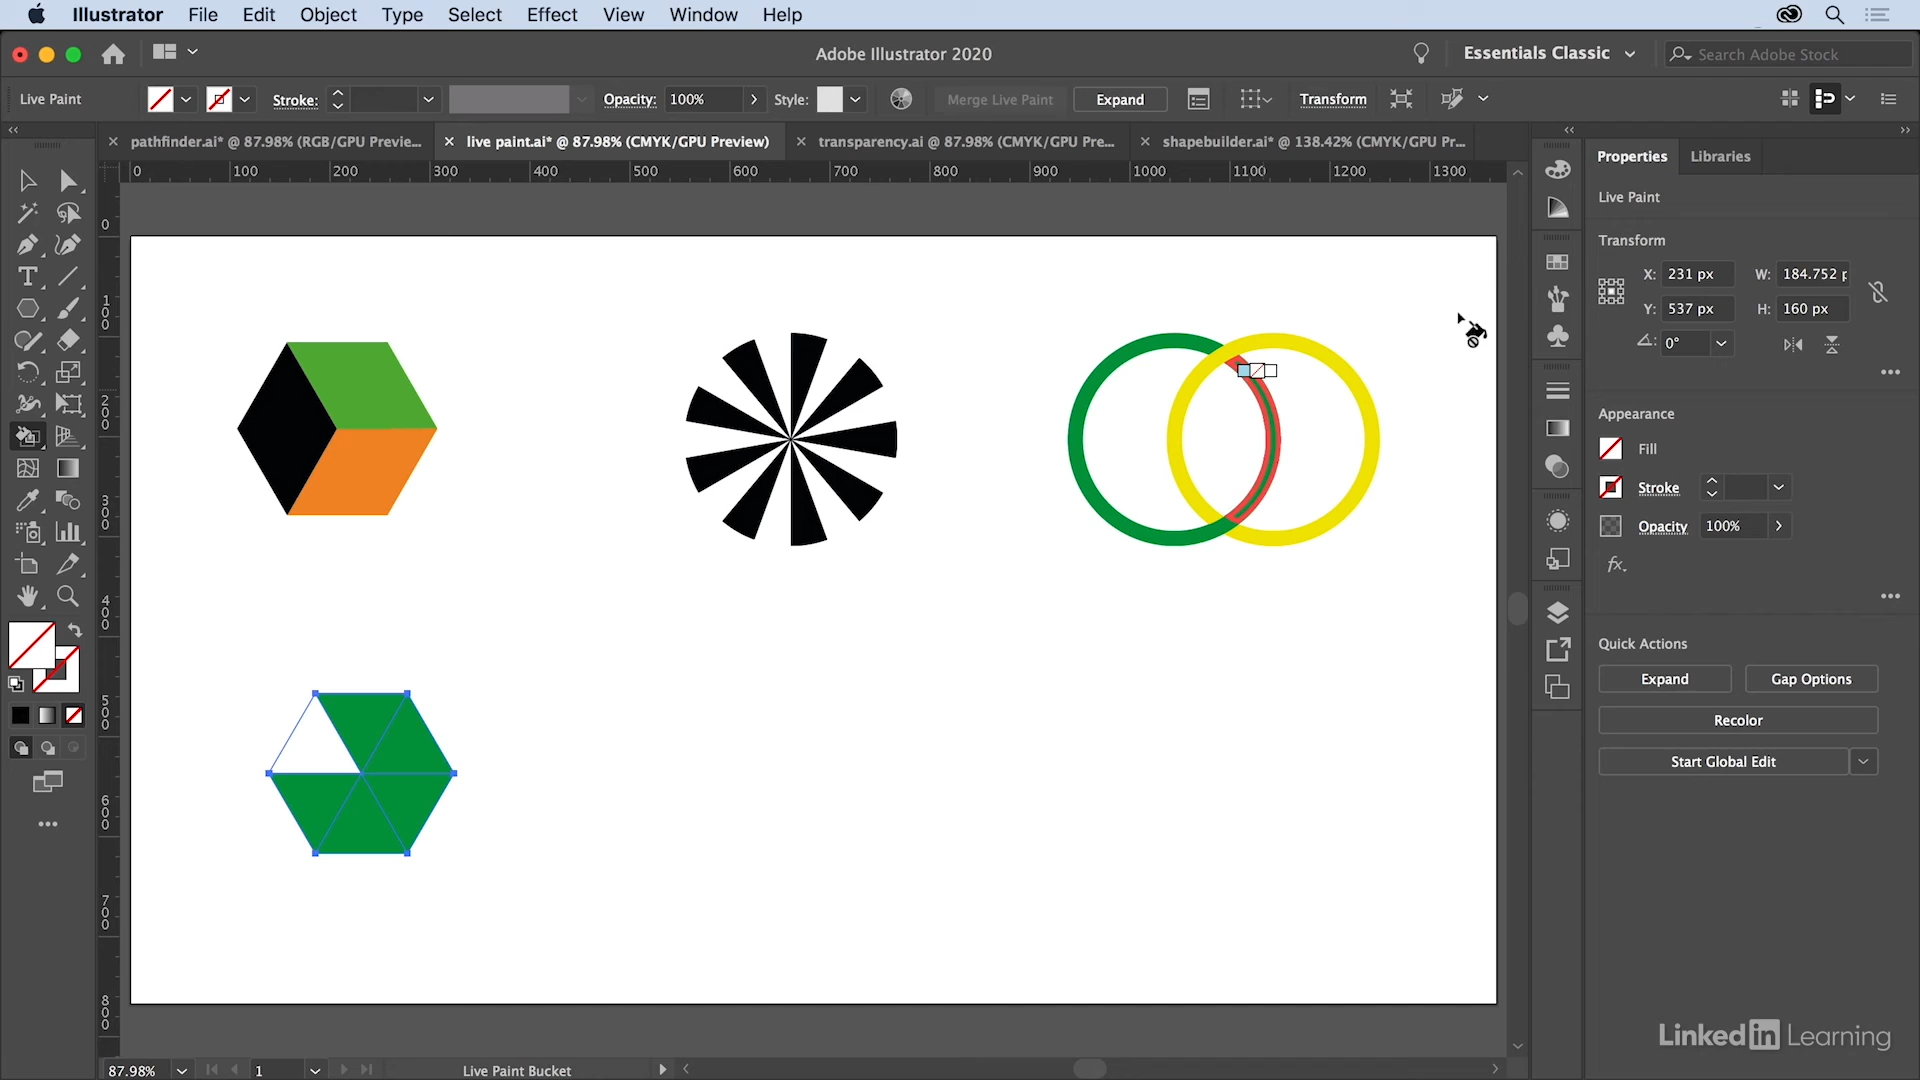 Illustrator File Edit Object Type Select Effect View Window Help
Adobe Illustrator 2020
Essentials Classic
Search Adobe Stock
Live Paint
Stroke:
Opacity: 100%
Style:
Merge Live Paint
Expand
Transform
pathfinder.ai* @ 87.98% (RGB/GPU Previe...
live paint.ai* @ 87.98% (CMYK/GPU Preview)
transparency.ai @ 87.98% (CMYK/GPU Pre...
shapebuilder.ai* @ 138.42% (CMYK/GPU Pr...
0 100 200 300 400 500 600 700 800 900 1000 1100 1200 1300
0
100
200
300
400
500
600
700
800
Properties
Libraries
Live Paint
Transform
X: 231 px W: 184.752 p
Y: 537 px H: 160 px
0°
Appearance
Fill
Stroke
Opacity 100%
fx.
Quick Actions
Expand
Gap Options
Recolor
Start Global Edit
LinkedIn Learning
87.98%
1
Live Paint Bucket